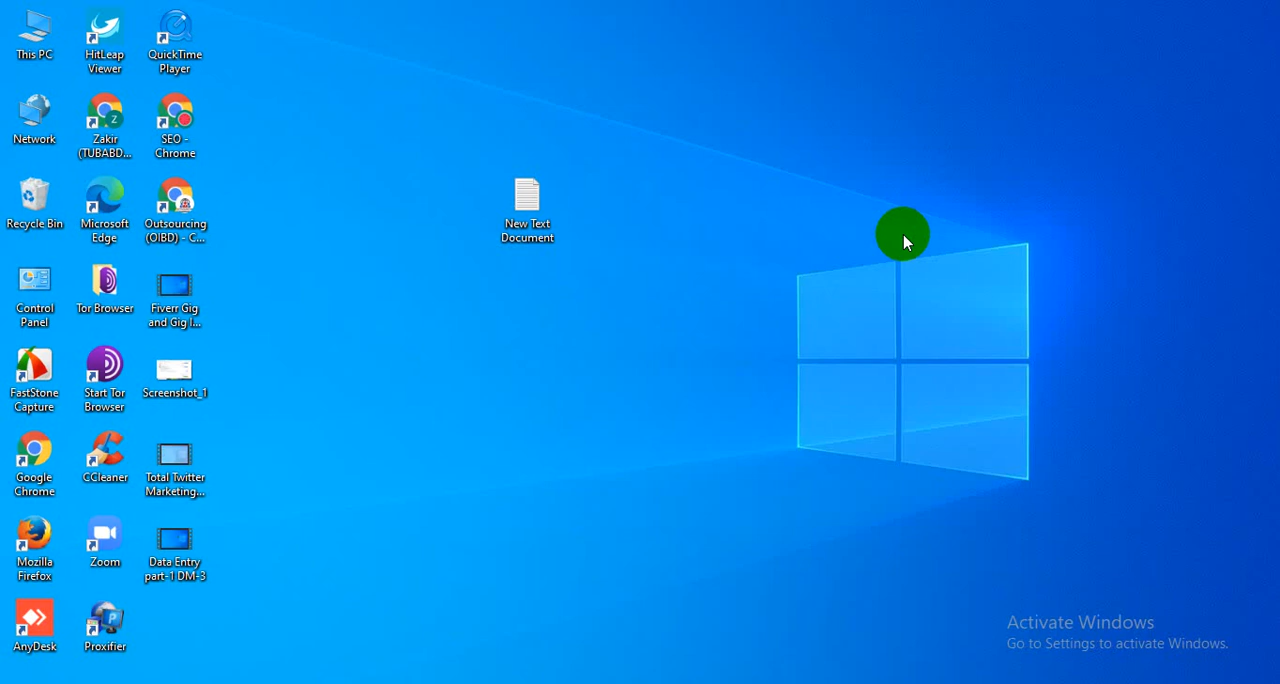 This PC
HitLeap
Viewer
QuickTime
Player
Network
Zakir
(TUBABD...
SEO -
Chrome
Recycle Bin
Microsoft
Edge
Outsourcing
(OIBD) - C...
New Text
Document
Control
Panel
Tor Browser
Fiverr Gig
and Gig I...
FastStone
Capture
Start Tor
Browser
Screenshot_1
Google
Chrome
CCleaner
Total Twitter
Marketing...
Mozilla
Firefox
Zoom
Data Entry
part-1 DM-3
AnyDesk
Proxifier
Activate Windows
Go to Settings to activate Windows.